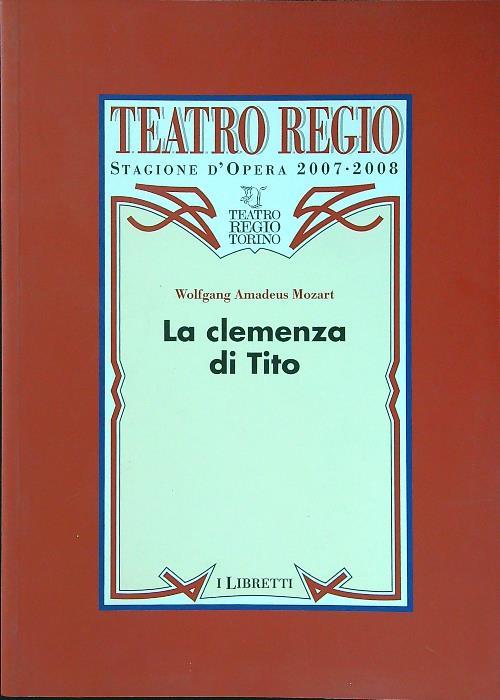 TEATRO REGIO
STAGIONE D'OPERA 2007·2008
TEATRO
REGIO
TORINO
Wolfgang Amadeus Mozart
La clemenza
di Tito
I LIBRETTI